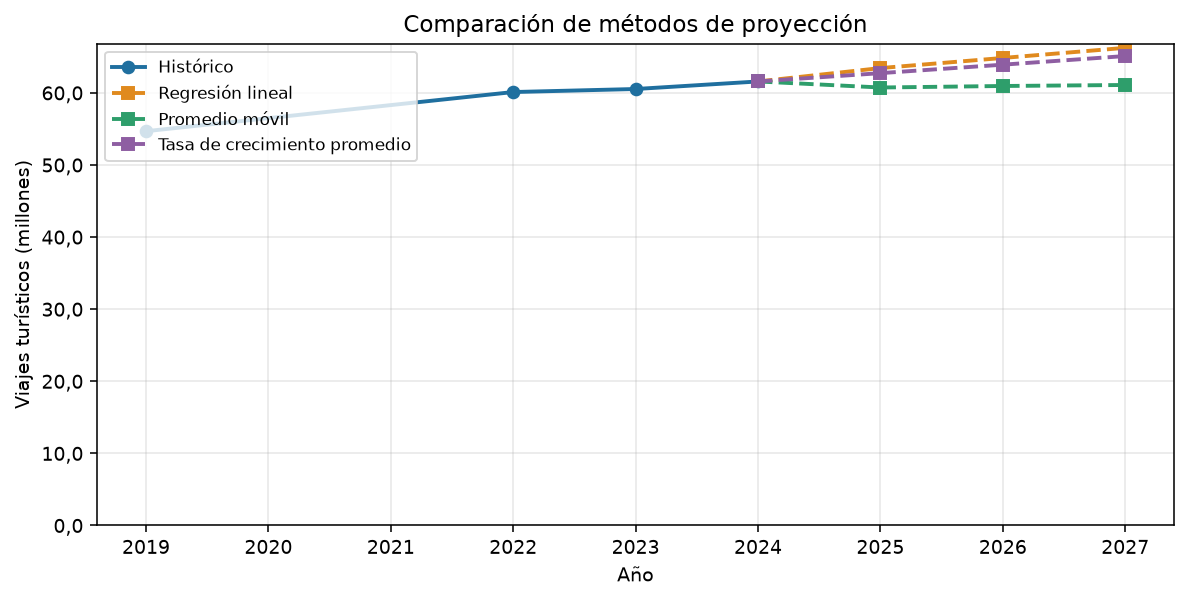 Comparación de métodos de proyección
Histórico
Regresión lineal
Promedio móvil
Tasa de crecimiento promedio
Viajes turísticos (millones)
60,0
50,0
40,0
30,0
20,0
10,0
0,0
2019 2020 2021 2022 2023 2024 2025 2026 2027
Año